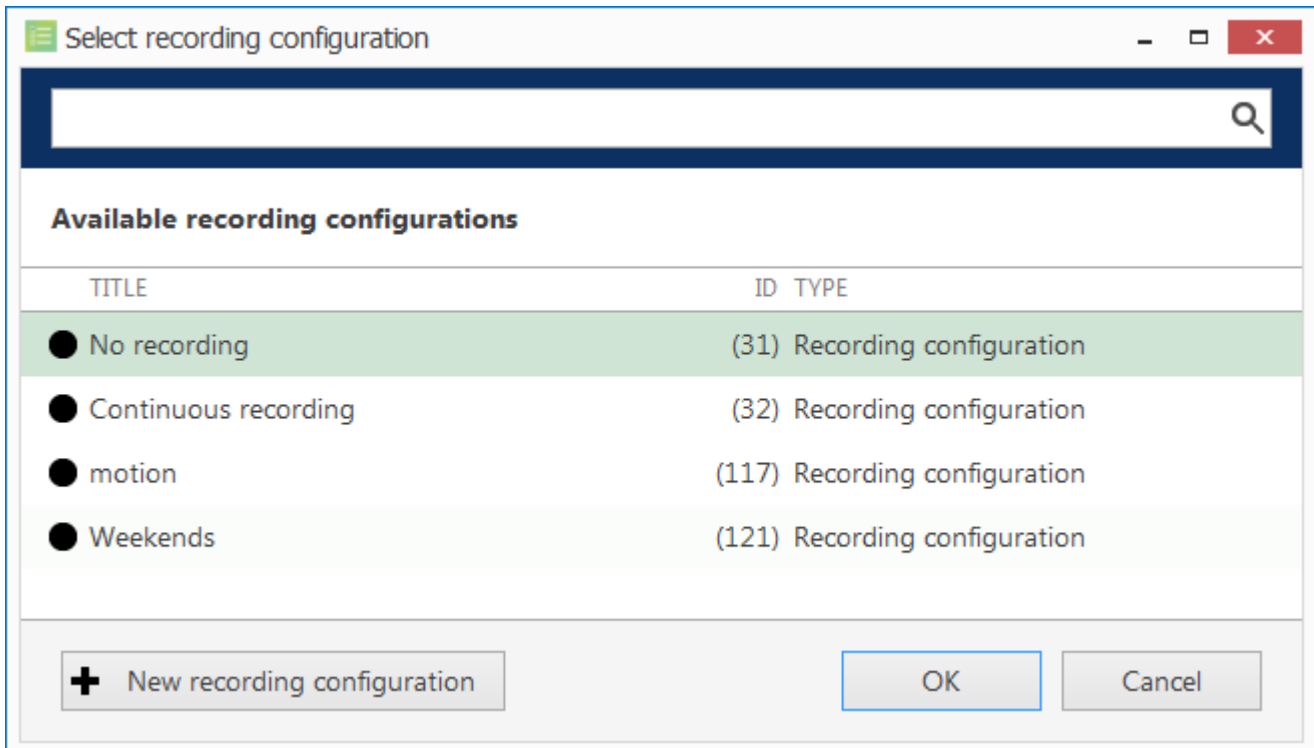 Select recording configuration
Available recording configurations
TITLE ID TYPE
No recording (31) Recording configuration
Continuous recording (32) Recording configuration
motion (117) Recording configuration
Weekends (121) Recording configuration
New recording configuration OK Cancel